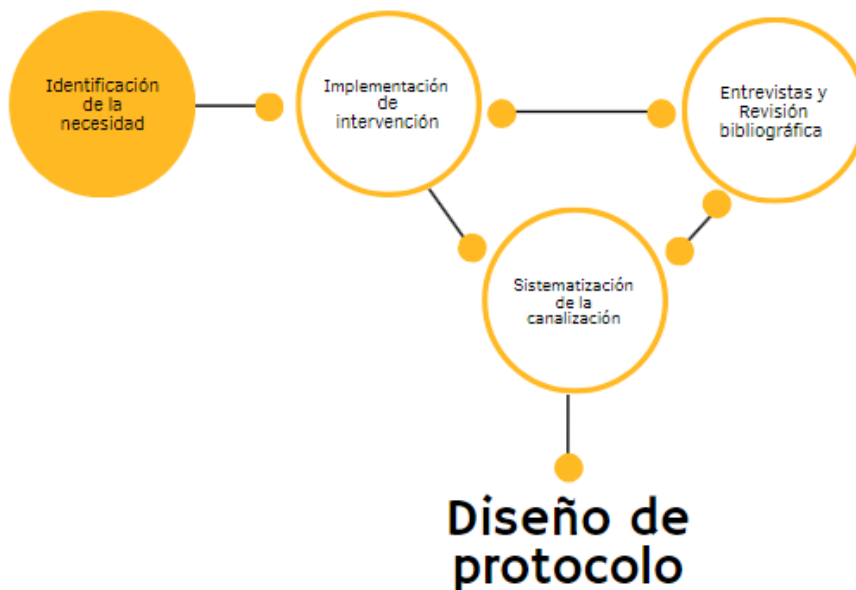 Identificación
de la
necesidad
Implementación
de
intervención
Entrevistas y
Revisión
bibliográfica
Sistematización
de la
canalización
Diseño de
protocolo